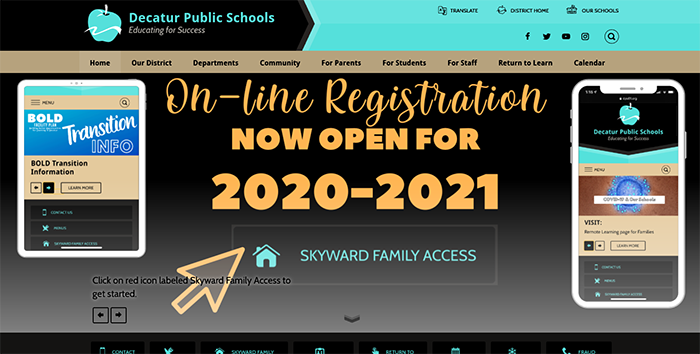 Decatur Public Schools
Educating for Success
TRANSLATE
DISTRICT HOME
OUR SCHOOLS
Home
Our District
Departments
Community
For Parents
For Students
For Staff
Return to Learn
Calendar
On-line Registration
NOW OPEN FOR
2020-2021
SKYWARD FAMILY ACCESS
Click on red icon labeled Skyward Family Access to
get started.
MENU
BOLD
FACILITY PLAN
Transition
INFO
BOLD Transition
Information
LEARN MORE
CONTACT US
MENUS
SKYWARD FAMILY ACCESS
Decatur Public Schools
Educating for Success
MENU
COVID-19 & Our Schools
VISIT:
Remote Learning page for Families
LEARN MORE
CONTACT US
MENUS
SKYWARD FAMILY ACCESS
CONTACT
SKYWARD FAMILY
RETURN TO
FRAUD